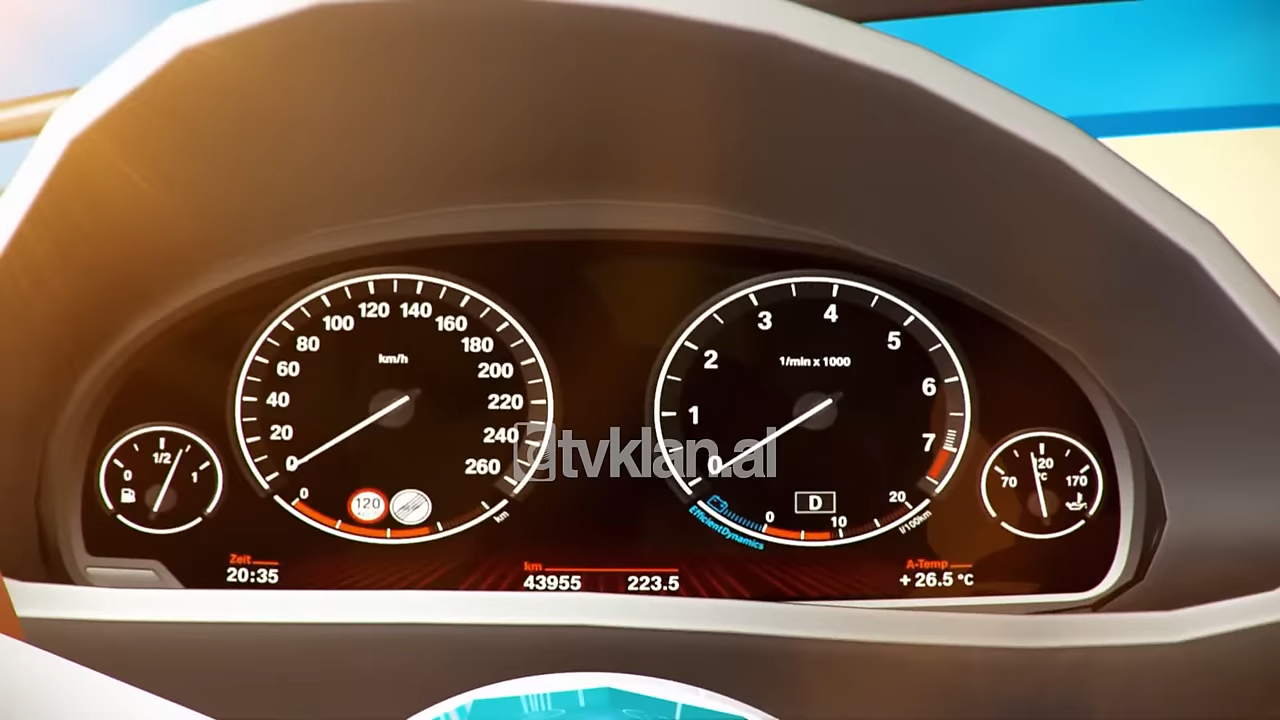 0 20 40 60 80 100 120 140 160 180 200 220 240 260
km/h
0 1 2 3 4 5 6 7
1/min x 1000
0 1/2 1
70 120 170
°C
120
0 km
D
0 10 20
l/100km
EfficientDynamics
tvklan.al
Zeit
20:35
km
43955 223.5
A-Temp
+ 26.5 °C